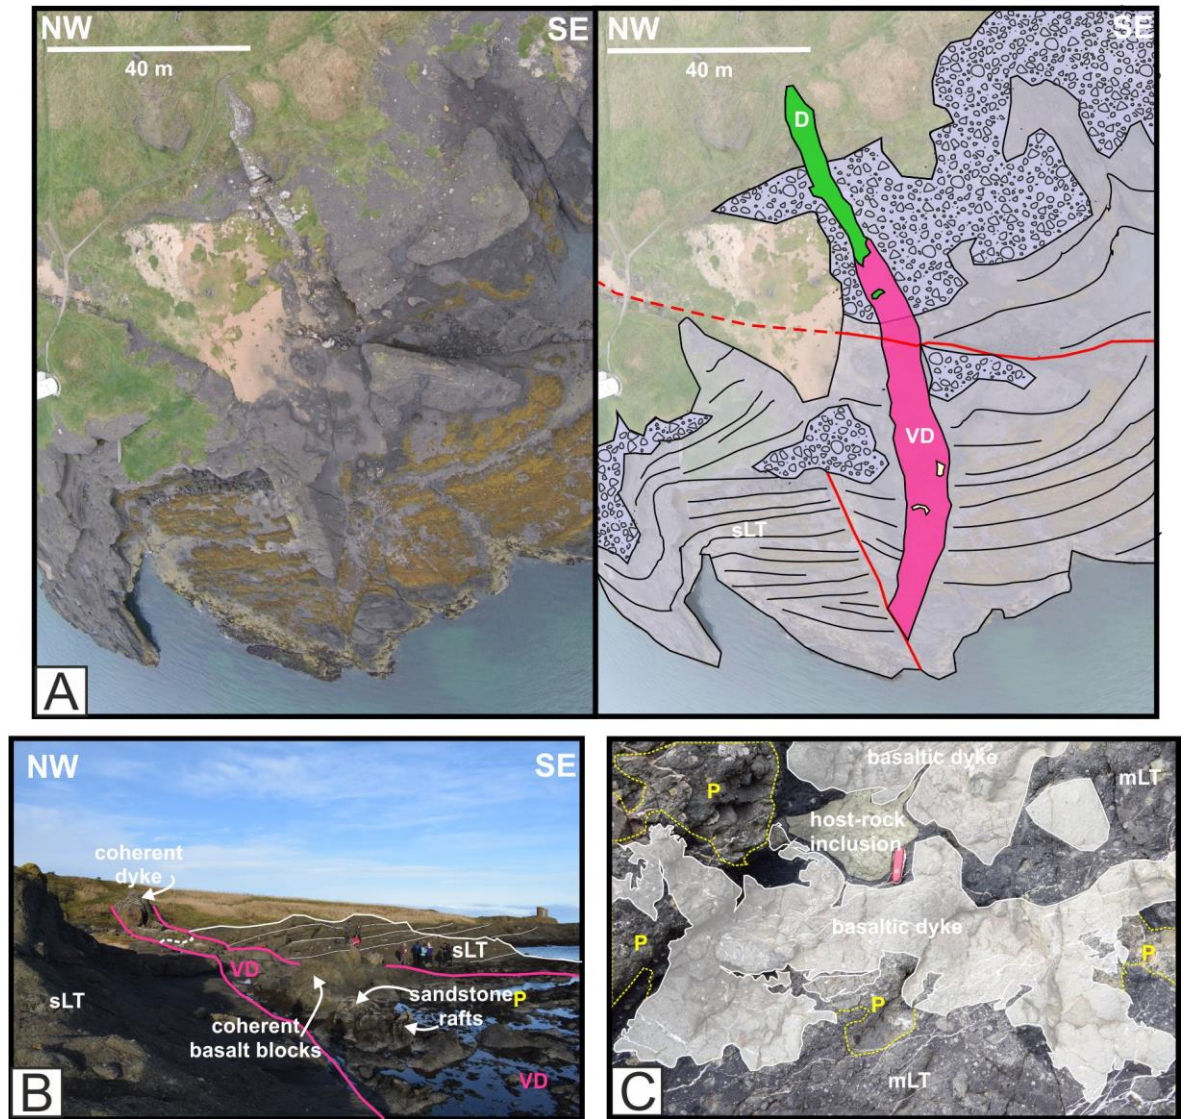 NW
SE
40 m
NW
SE
40 m
D
VD
sLT
A
NW
SE
coherent
dyke
sLT
VD
sLT
VD
sandstone
P
rafts
coherent
basalt blocks
VD
B
basaltic dyke
mLT
P
host-rock
inclusion
basaltic dyke
P
P
P
mLT
C